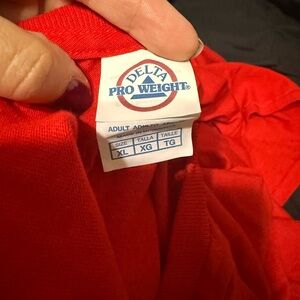 DELTA
PRO WEIGHT®
ADULT
SIZE TALLA TAILLE
XL XG TG